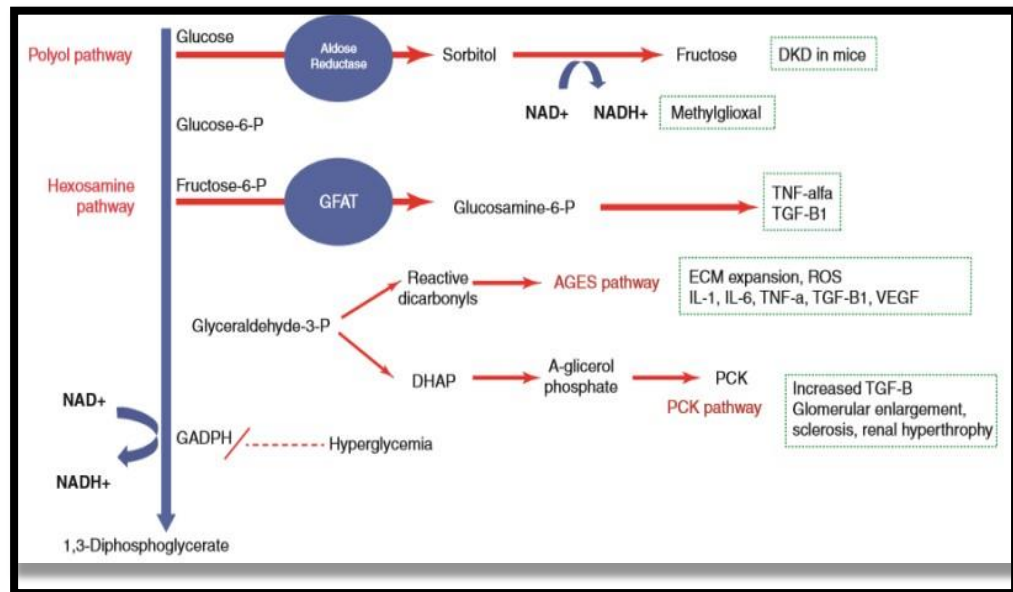 Glucose
Polyol pathway
Aldose
Reductase
Sorbitol
Fructose
DKD in mice
NAD+
NADH+
Methylglioxal
Glucose-6-P
Hexosamine
pathway
Fructose-6-P
GFAT
Glucosamine-6-P
TNF-alfa
TGF-B1
Reactive
dicarbonyls
AGES pathway
ECM expansion, ROS
IL-1, IL-6, TNF-a, TGF-B1, VEGF
Glyceraldehyde-3-P
DHAP
A-glicerol
phosphate
PCK
PCK pathway
Increased TGF-B
Glomerular enlargement,
sclerosis, renal hyperthrophy
NAD+
GADPH
Hyperglycemia
NADH+
1,3-Diphosphoglycerate